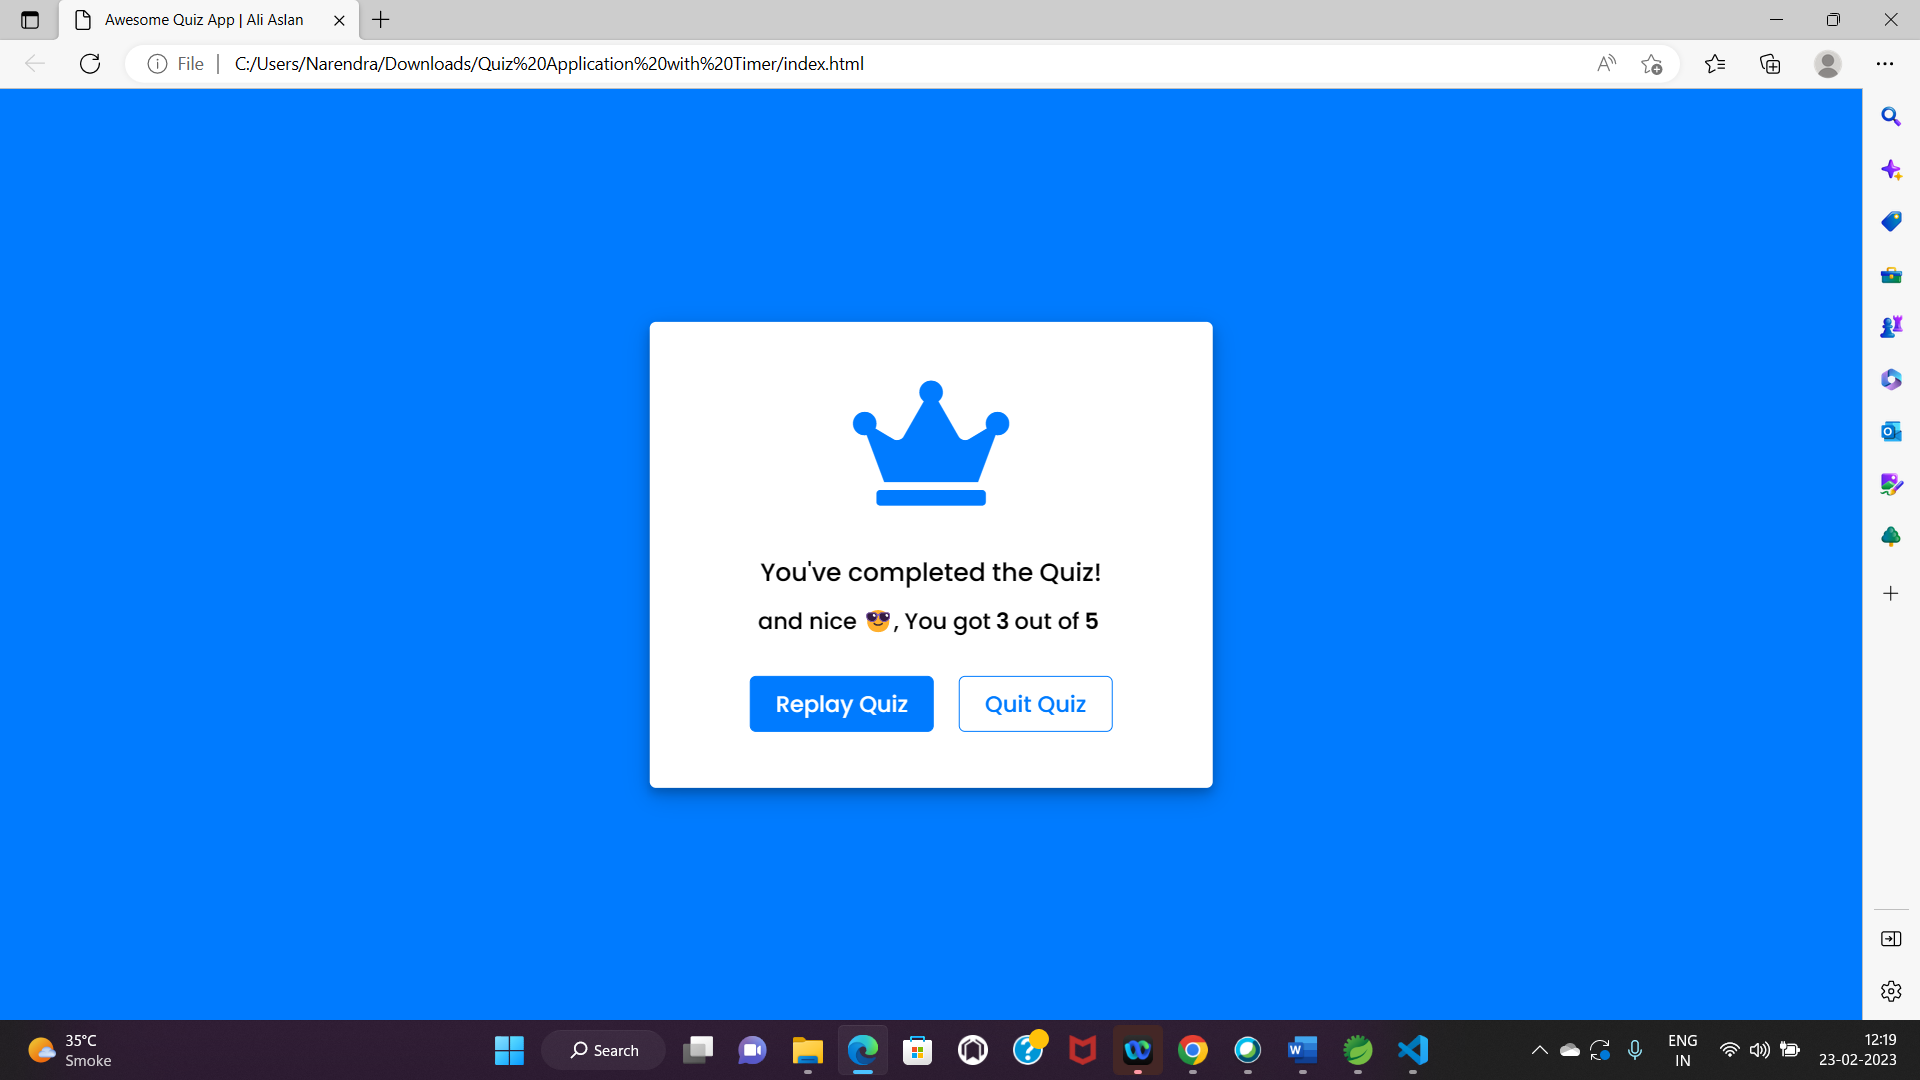 Awesome Quiz App | Ali Aslan
File
C:/Users/Narendra/Downloads/Quiz%20Application%20with%20Timer/index.html
You've completed the Quiz!
and nice 😎, You got 3 out of 5
Replay Quiz
Quit Quiz
35°C
Smoke
Search
ENG
IN
12:19
23-02-2023